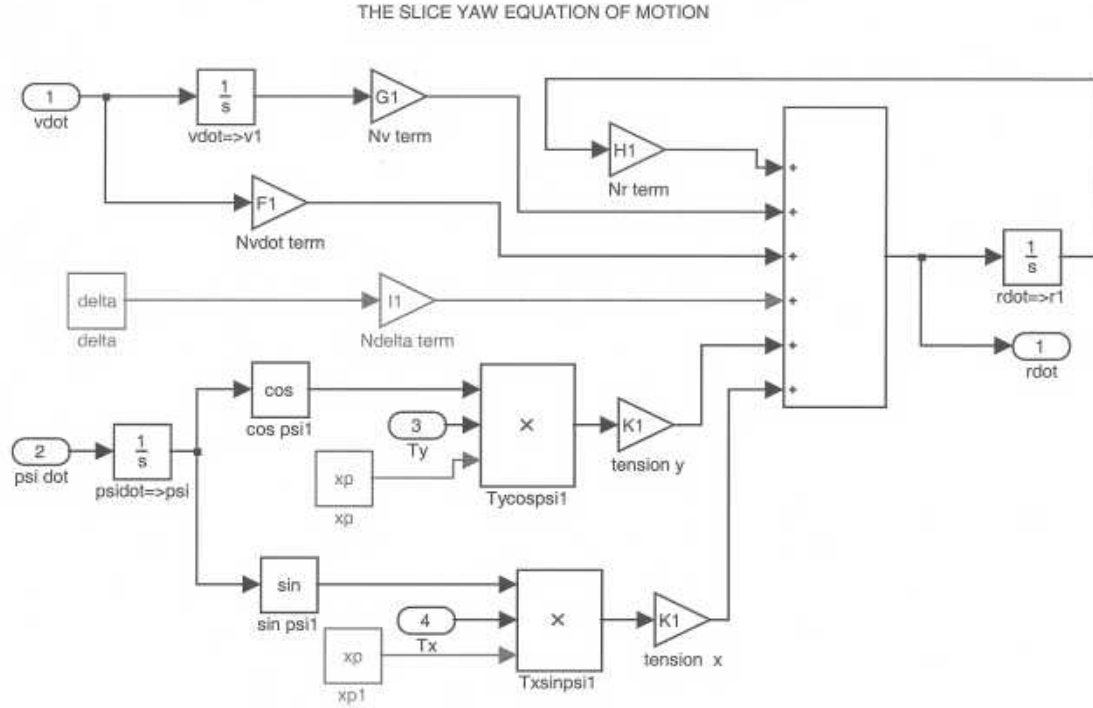 THE SLICE YAW EQUATION OF MOTION
1
vdot
1
s
vdot=>v1
G1
Nv term
H1
Nr term
F1
Nvdot term
delta
delta
I1
Ndelta term
+
+
+
+
+
+
1
s
rdot=>r1
1
rdot
cos
cos psi1
3
Ty
xp
xp
×
Tycospsi1
K1
tension y
2
psi dot
1
s
psidot=>psi
sin
sin psi1
4
Tx
xp
xp1
×
Txsinpsi1
K1
tension x